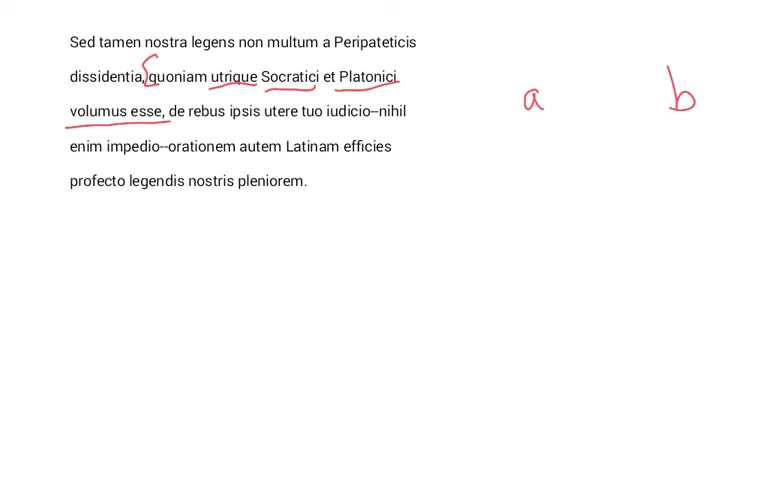 Sed tamen nostra legens non multum a Peripateticis
dissidentia, quoniam utrique Socratici et Platonici
volumus esse, de rebus ipsis utere tuo iudicio--nihil
enim impedio--orationem autem Latinam efficies
profecto legendis nostris pleniorem.
a b